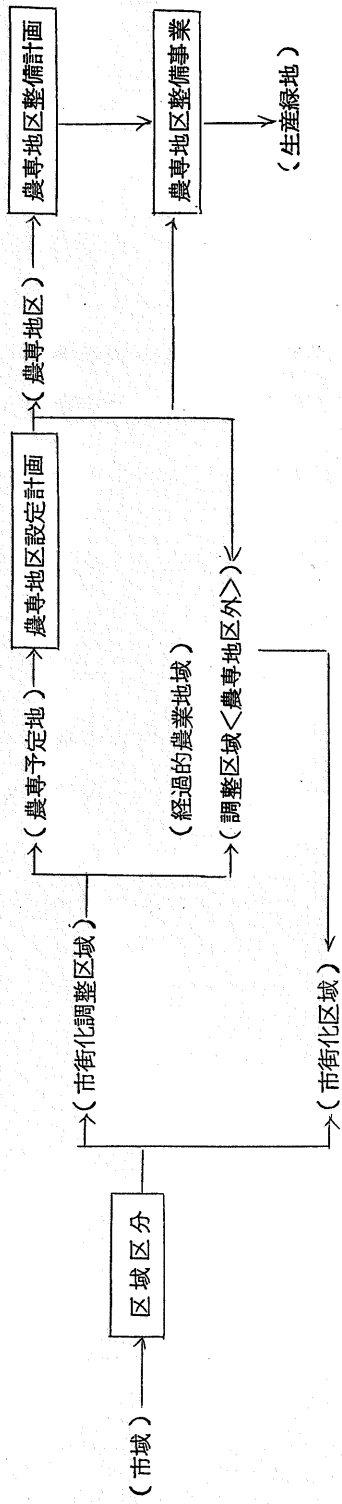 （市域）
区域区分
（市街化調整区域）
（市街化区域）
（農専予定地）
（経過的農業地域）
（調整区域＜農専地区外＞）
農専地区設定計画
（農専地区）
農専地区整備計画
農専地区整備事業
（生産緑地）